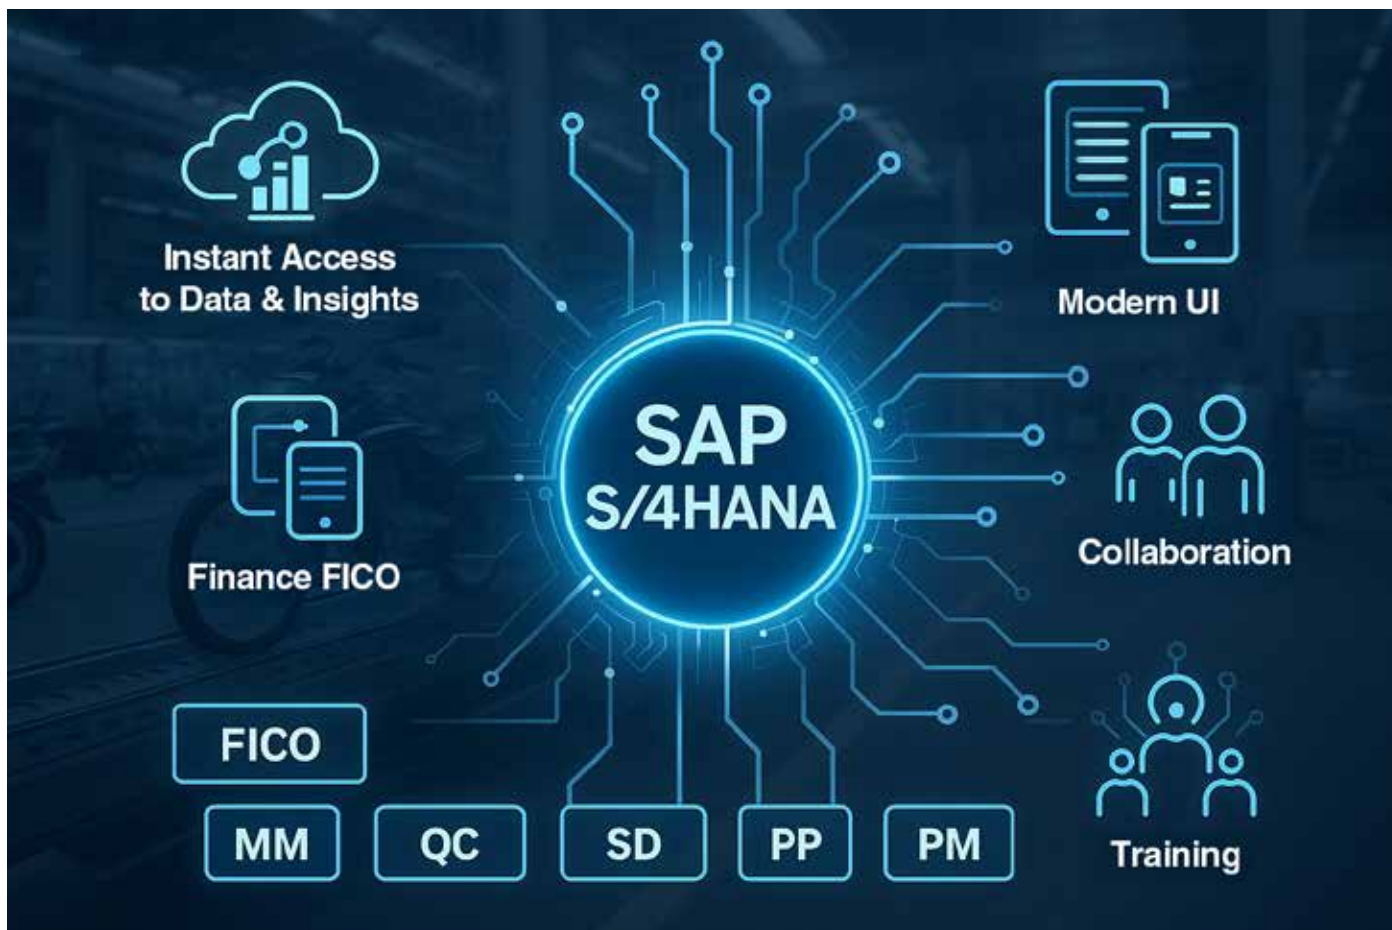 Instant Access
to Data & Insights
Modern UI
SAP
S/4HANA
Finance FICO
Collaboration
FICO
MM
QC
SD
PP
PM
Training